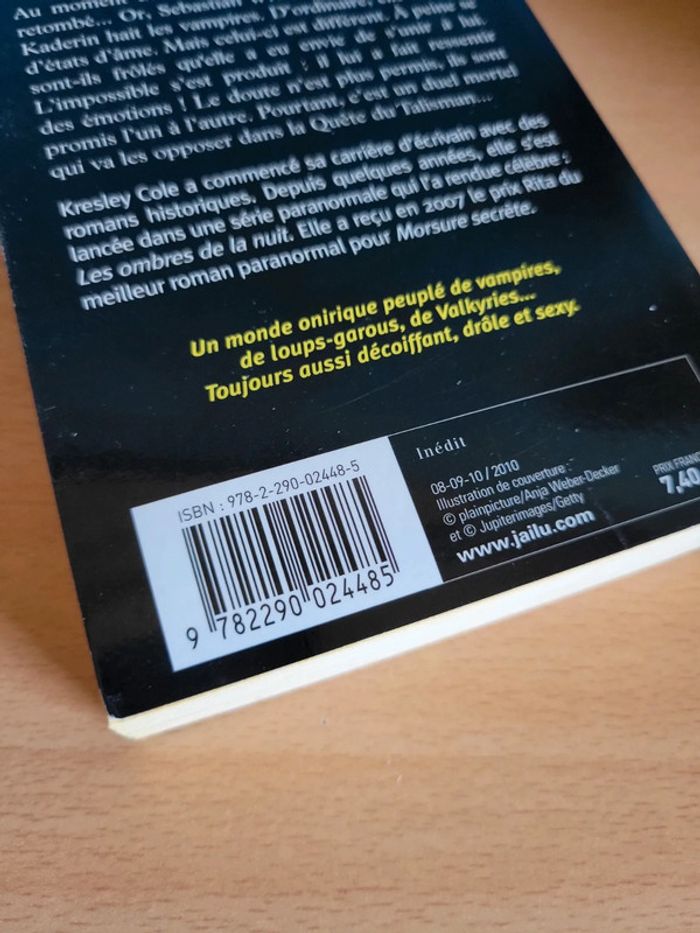 Au moment
retombé... Or, Sebastian
Kaderin hait les vampires. D'ordinaire,
d'états d'âme. Mais celui-ci est différent. À peine se
sont-ils frôlés qu'elle a eu envie de s'unir à lui.
L'impossible s'est produit : il lui a fait ressentir
des émotions ! Le doute n'est plus permis, ils sont
promis l'un à l'autre. Pourtant, c'est un duel mortel
qui va les opposer dans la Quête du Talisman...
Kresley Cole a commencé sa carrière d'écrivain avec des
romans historiques. Depuis quelques années, elle s'est
lancée dans une série paranormale qui l'a rendue célèbre :
Les ombres de la nuit. Elle a reçu en 2007 le prix Rita du
meilleur roman paranormal pour Morsure secrète.
Un monde onirique peuplé de vampires,
de loups-garous, de Valkyries...
Toujours aussi décoiffant, drôle et sexy.
Inédit
08-09-10 / 2010
Illustration de couverture :
© plainpicture/Anja Weber-Decker
et © Jupiterimages/Getty
www.jailu.com
PRIX FRANC
7,40
ISBN : 978-2-290-02448-5
9 782290 024485